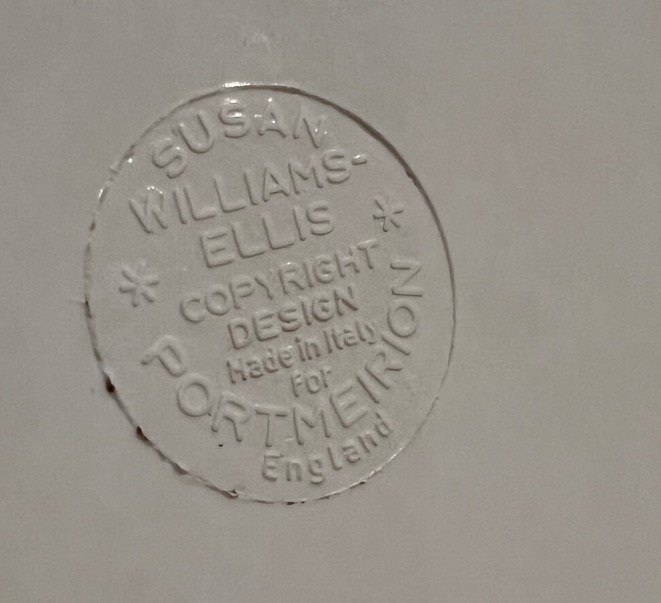 SUSAN
WILLIAMS-
ELLIS
COPYRIGHT
DESIGN
Made in Italy
For
PORTMEIRION
England